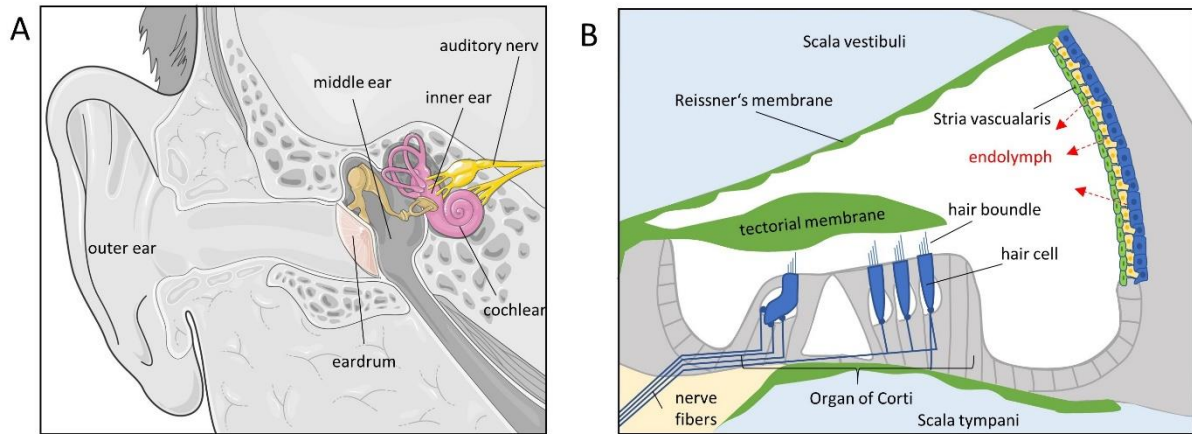 A
auditory nerv
middle ear
inner ear
outer ear
cochlear
eardrum
B
Scala vestibuli
Reissner‘s membrane
Stria vascualaris
endolymph
tectorial membrane
hair boundle
hair cell
nerve
fibers
Organ of Corti
Scala tympani